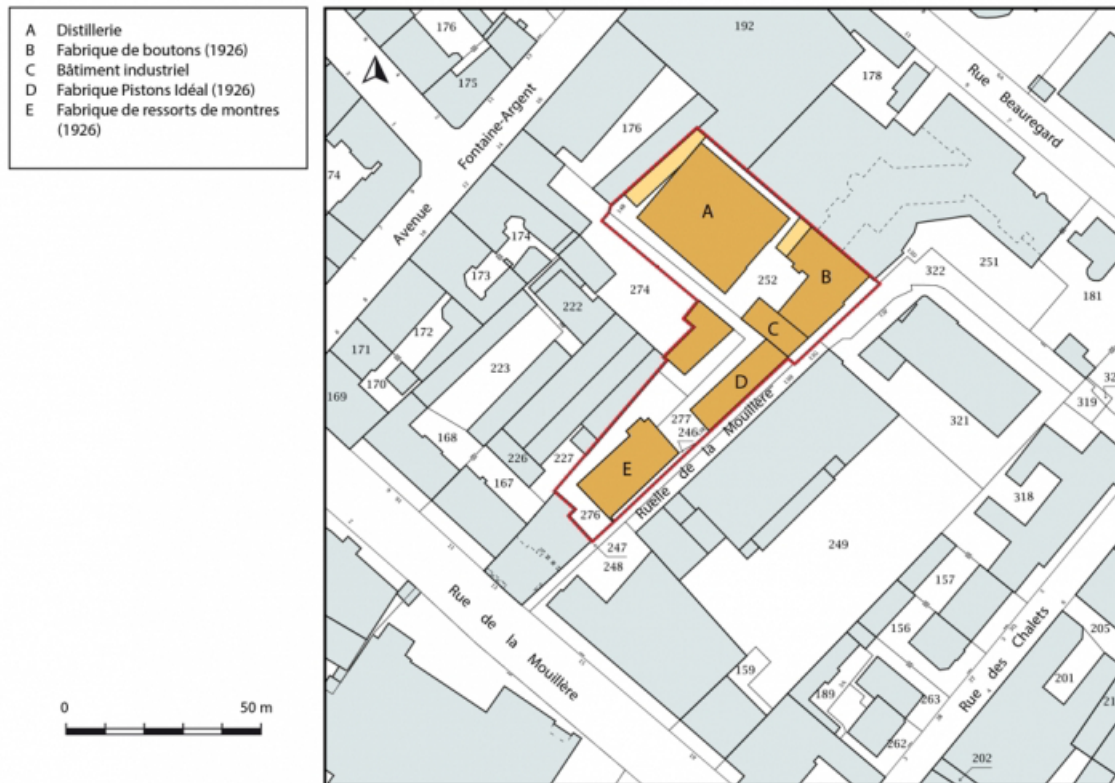 A Distillerie
B Fabrique de boutons (1926)
C Bâtiment industriel
D Fabrique Pistons Idéal (1926)
E Fabrique de ressorts de montres
(1926)
0 50 m
176
192
175
178
Rue Beauregard
Fontaine-Argent
Avenue
176
74
A
174
B
252
251
322
181
173
274
222
C
172
171
170
223
169
D
319
321
168
277
246
226
227
E
167
Ruelle de la Mouillère
276
318
247
248
249
157
Rue de la Mouillère
156
205
159
189
201
263
262
Rue des Chalets
202